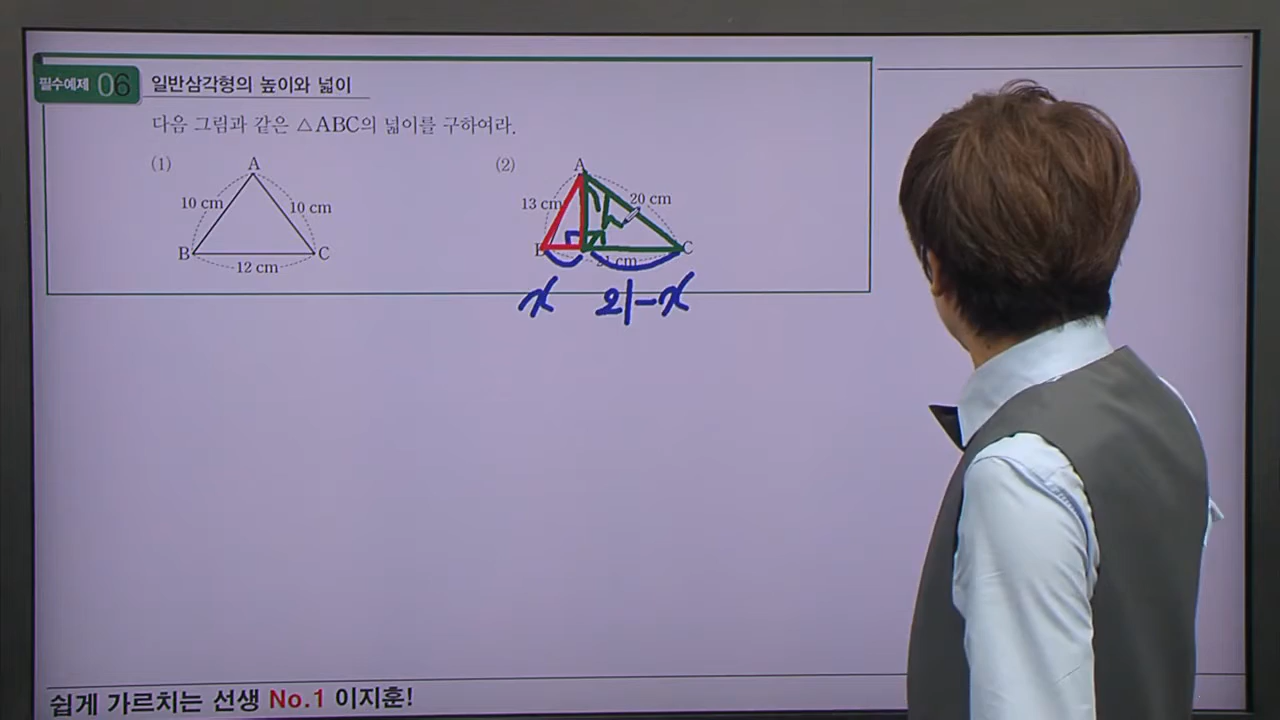 필수예제 06 일반삼각형의 높이와 넓이
다음 그림과 같은 △ABC의 넓이를 구하여라.
(1)
A
10 cm
10 cm
B
C
12 cm
(2)
A
13 cm
20 cm
h
B
C
cm
x 21-x
쉽게 가르치는 선생 No.1 이지훈!